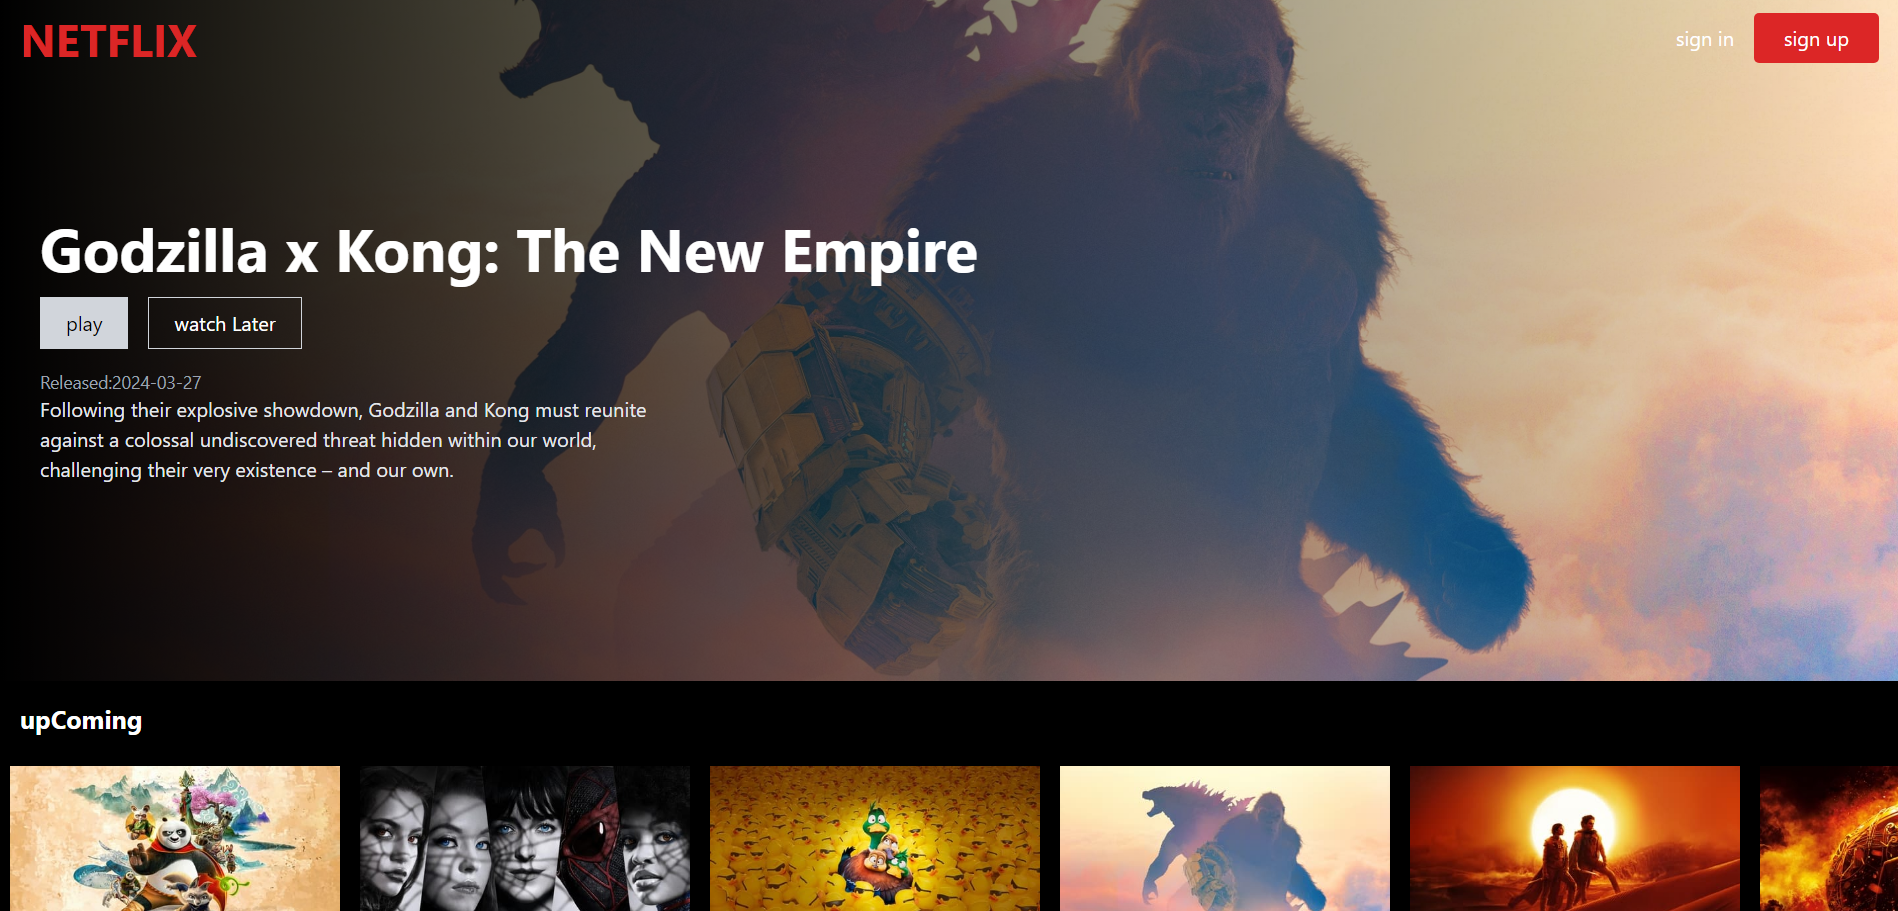 NETFLIX
sign in
sign up
Godzilla x Kong: The New Empire
play
watch Later
Released:2024-03-27
Following their explosive showdown, Godzilla and Kong must reunite
against a colossal undiscovered threat hidden within our world,
challenging their very existence – and our own.
upComing